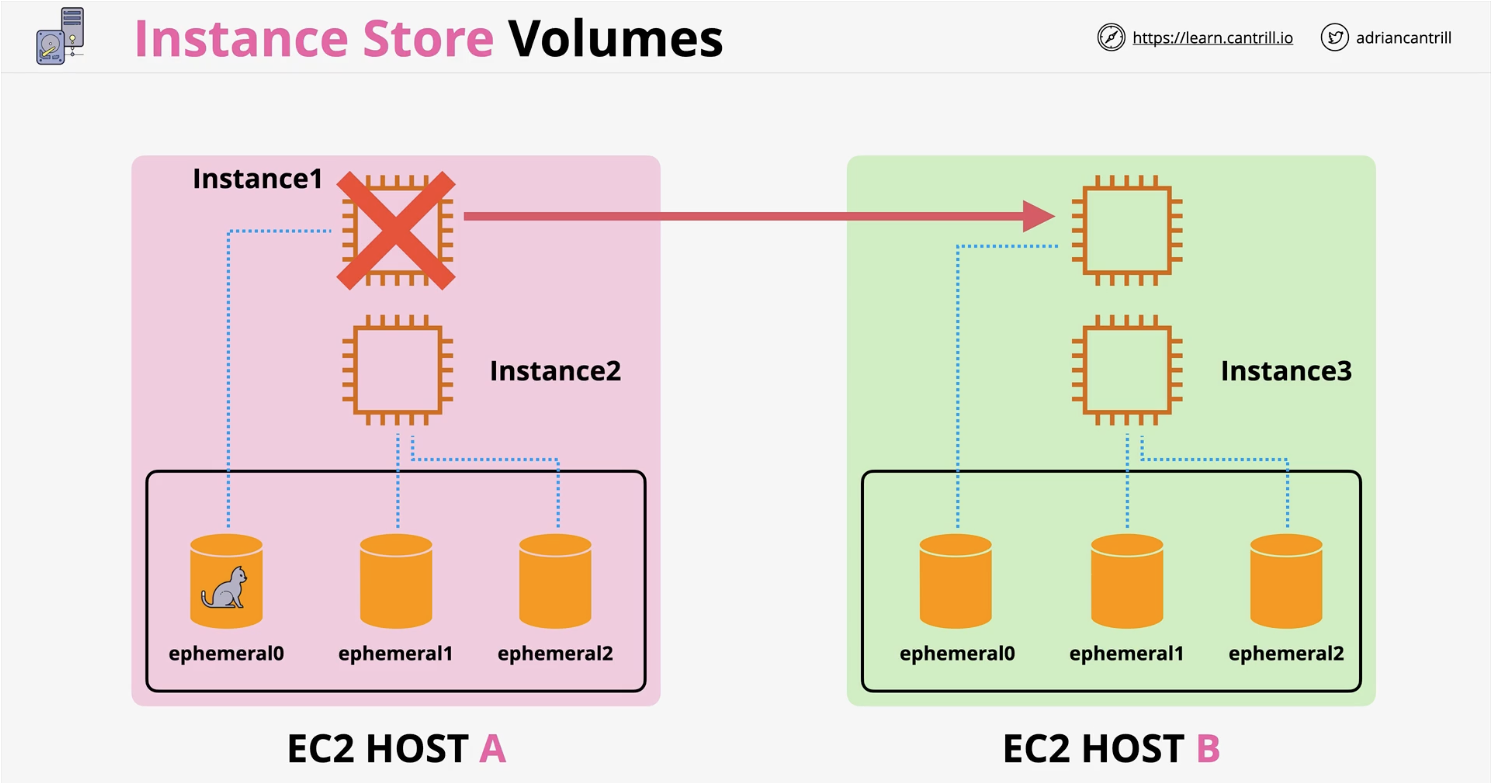 Instance Store Volumes
https://learn.cantrill.io
adriancantrill
Instance1
Instance2
ephemeral0
ephemeral1
ephemeral2
EC2 HOST A
Instance3
ephemeral0
ephemeral1
ephemeral2
EC2 HOST B